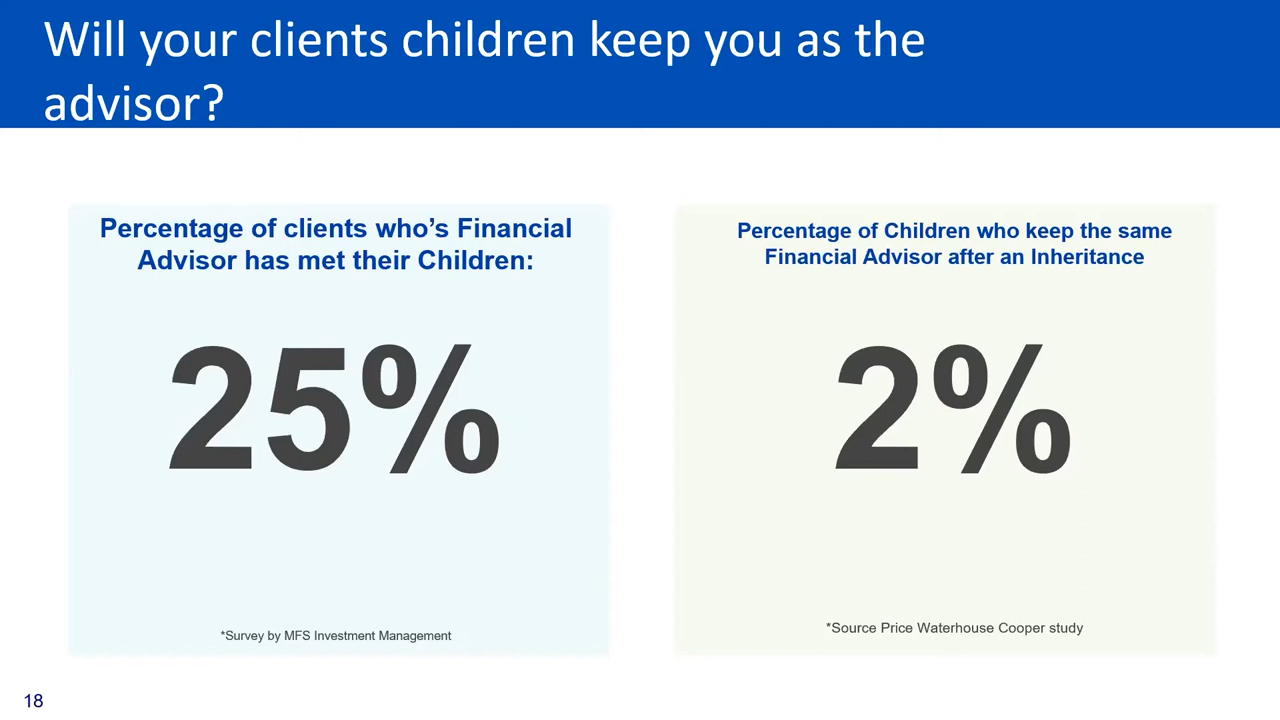 Will your clients children keep you as the
advisor?
Percentage of clients who’s Financial
Advisor has met their Children:
25%
*Survey by MFS Investment Management
Percentage of Children who keep the same
Financial Advisor after an Inheritance
2%
*Source Price Waterhouse Cooper study
18